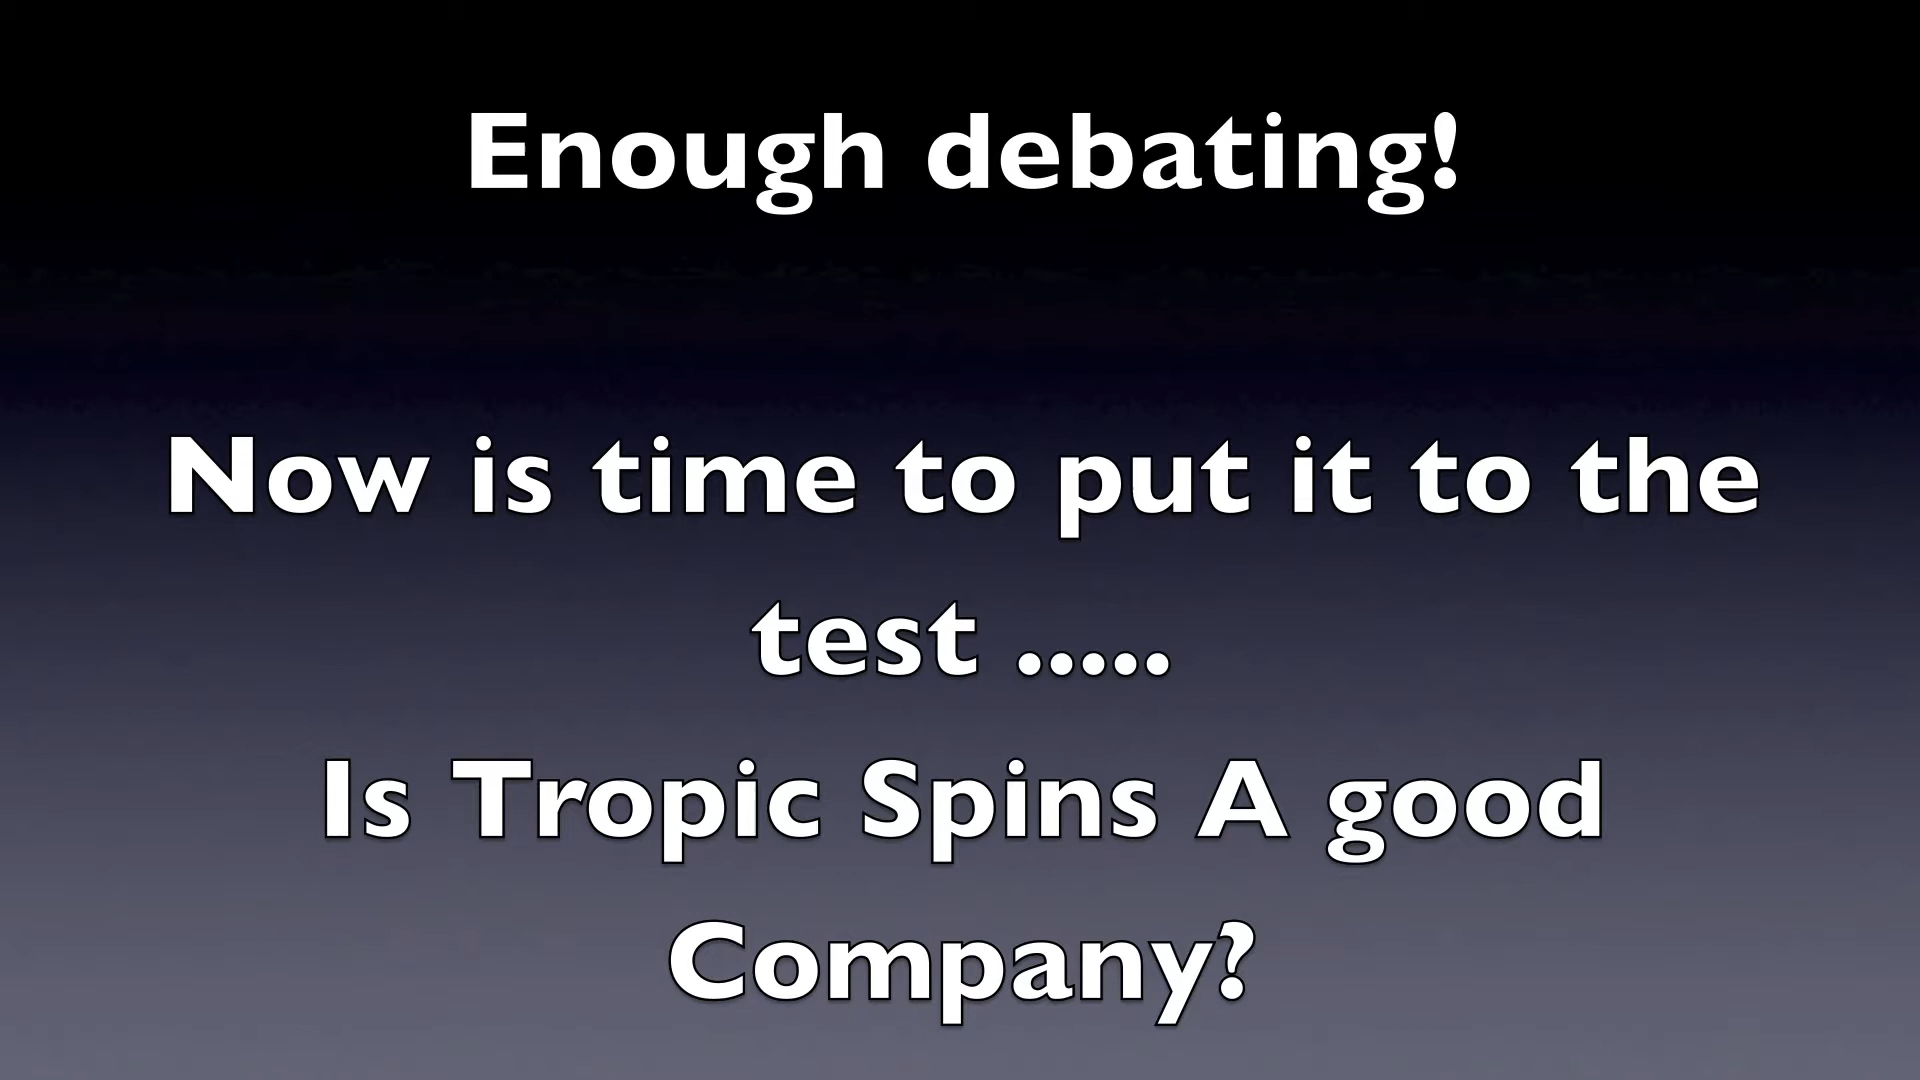 Enough debating!
Now is time to put it to the
test .....
Is Tropic Spins A good
Company?